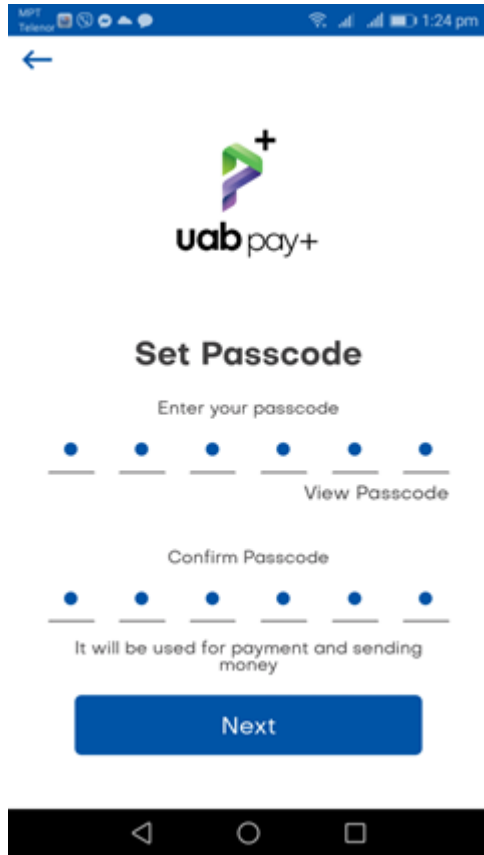 MPT
Telenor
1:24 pm
uab pay+
Set Passcode
Enter your passcode
View Passcode
Confirm Passcode
It will be used for payment and sending
money
Next